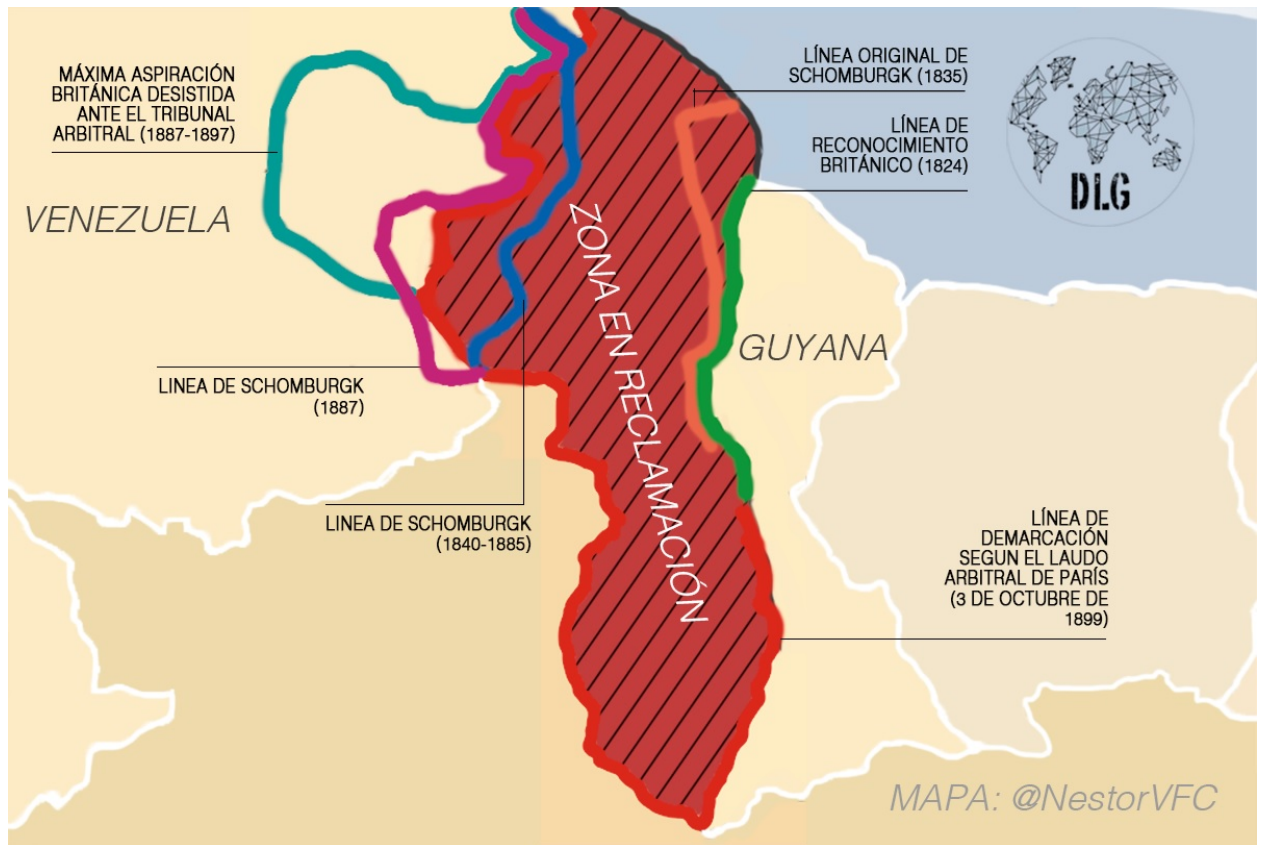 MÁXIMA ASPIRACIÓN
BRITÁNICA DESISTIDA
ANTE EL TRIBUNAL
ARBITRAL (1887-1897)
LÍNEA ORIGINAL DE
SCHOMBURGK (1835)
LÍNEA DE
RECONOCIMIENTO
BRITÁNICO (1824)
DLG
VENEZUELA
ZONA EN RECLAMACIÓN
GUYANA
LINEA DE SCHOMBURGK
(1887)
LINEA DE SCHOMBURGK
(1840-1885)
LÍNEA DE
DEMARCACIÓN
SEGUN EL LAUDO
ARBITRAL DE PARÍS
(3 DE OCTUBRE DE
1899)
MAPA: @NestorVFC